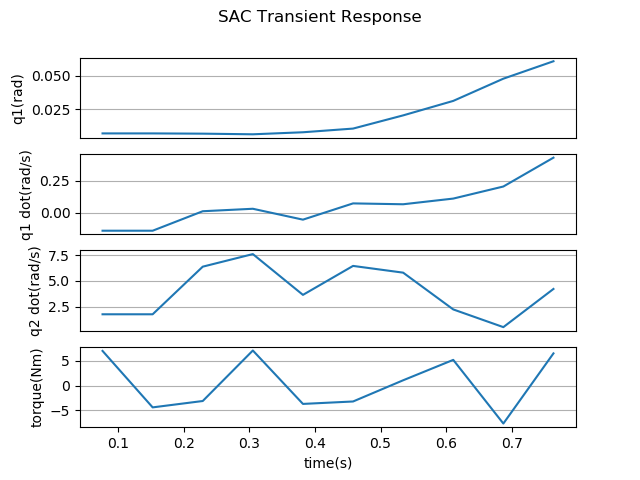 SAC Transient Response
q1(rad)
0.050
0.025
q1 dot(rad/s)
0.25
0.00
q2 dot(rad/s)
7.5
5.0
2.5
torque(Nm)
5
0
−5
0.1 0.2 0.3 0.4 0.5 0.6 0.7
time(s)